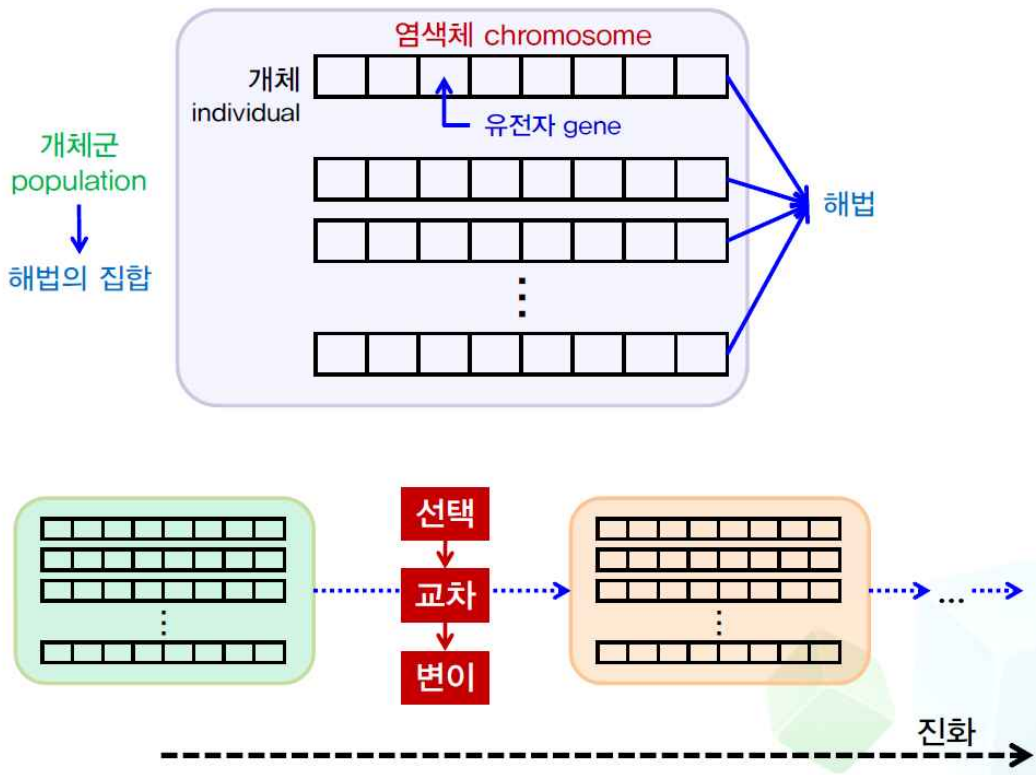 염색체 chromosome
개체
individual
유전자 gene
개체군
population
해법의 집합
해법
선택
교차
변이
...
진화